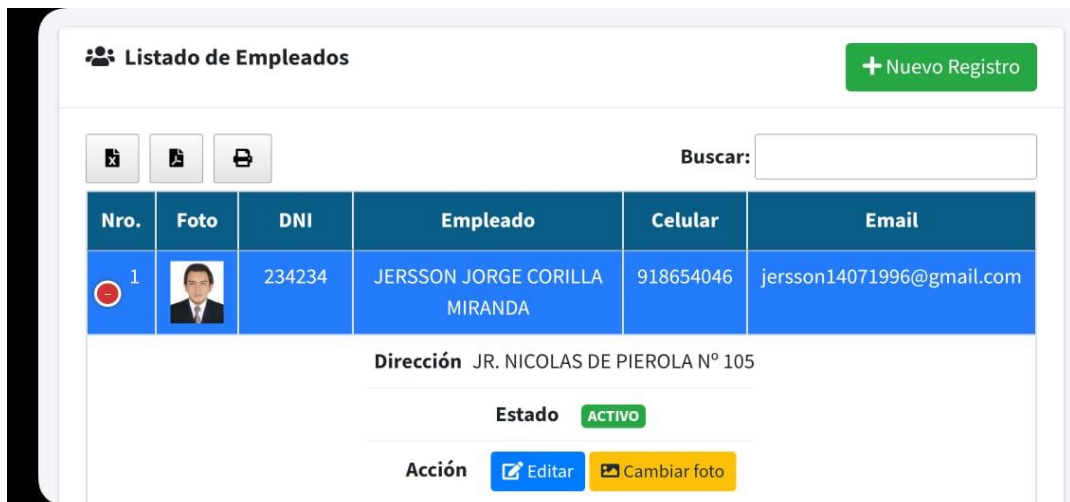 Listado de Empleados
Nuevo Registro
Buscar:
Nro. Foto DNI Empleado Celular Email
1 234234 JERSSON JORGE CORILLA 918654046 jersson14071996@gmail.com
MIRANDA
Dirección JR. NICOLAS DE PIEROLA Nº 105
Estado ACTIVO
Acción Editar Cambiar foto